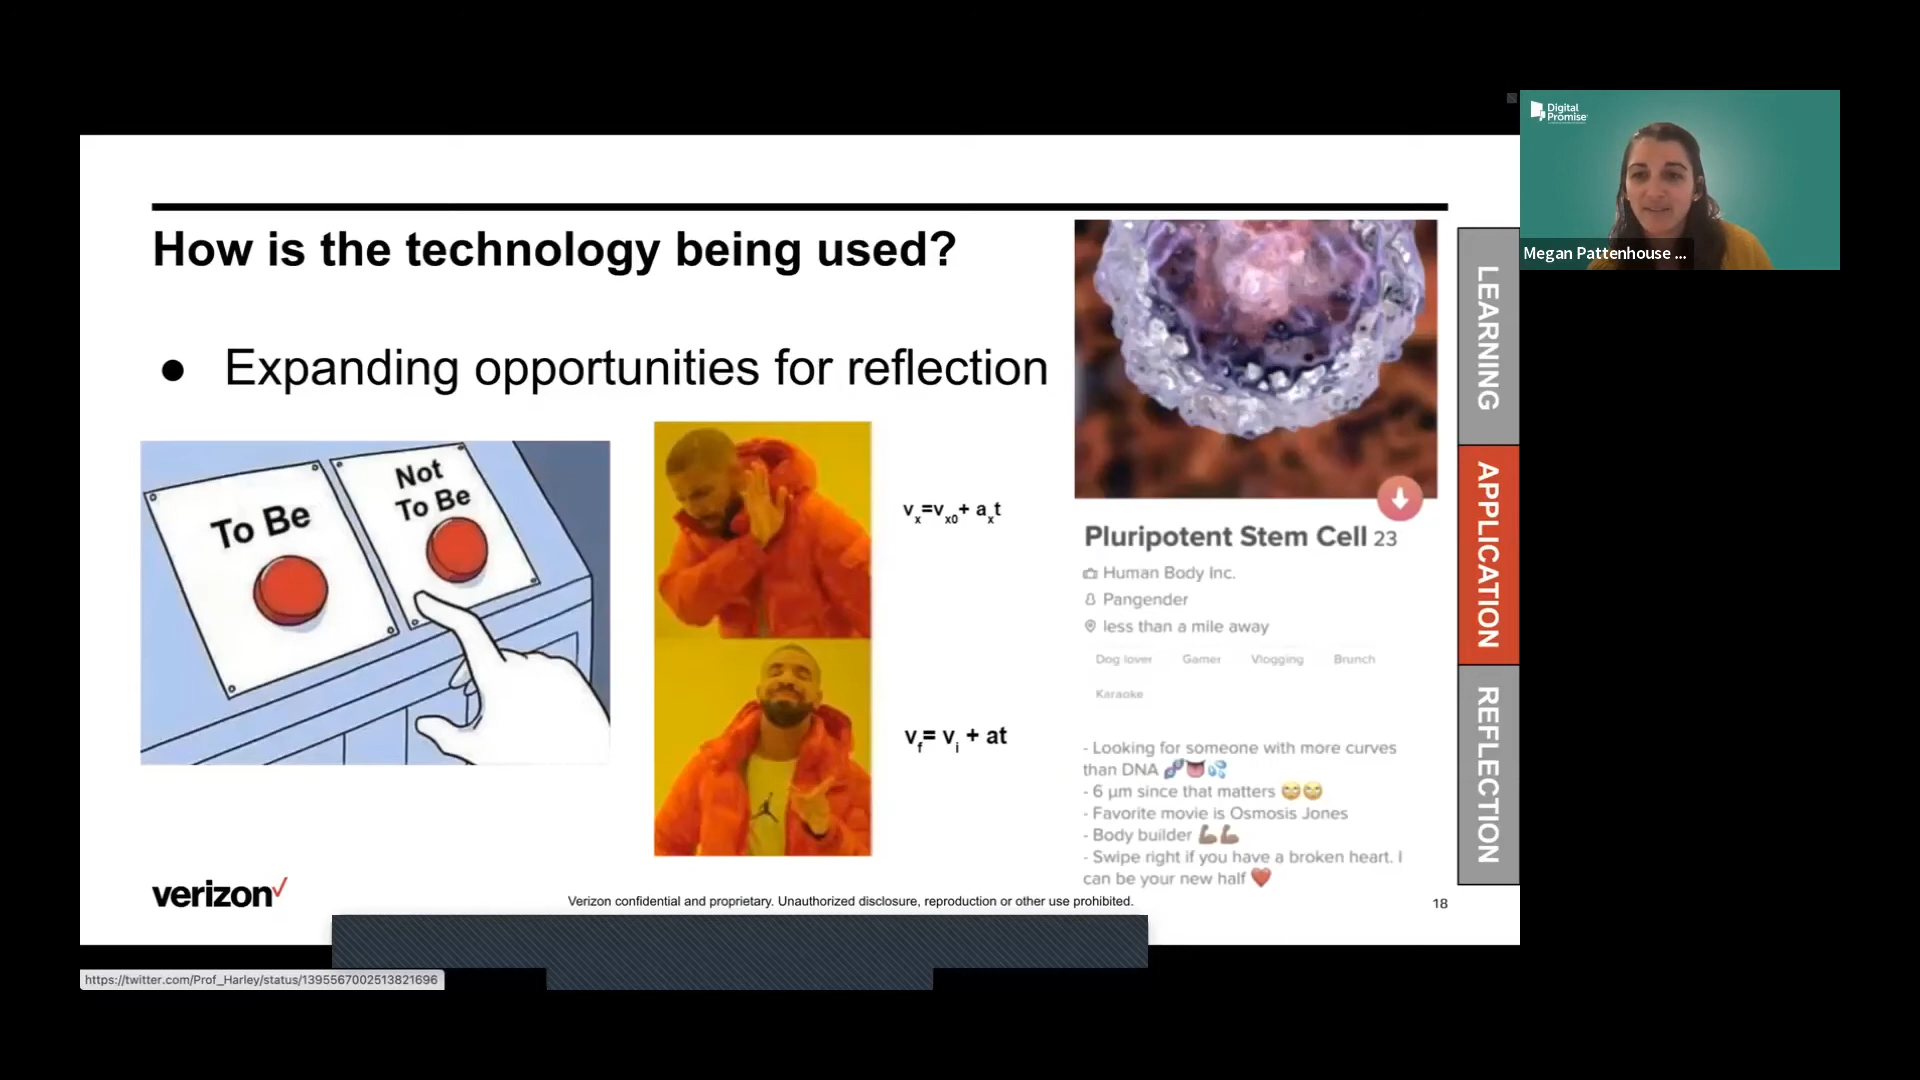 Digital
Promise
Megan Pattenhouse ...
How is the technology being used?
● Expanding opportunities for reflection
To Be
Not
To Be
vx=vx0+ axt
vf= vi + at
Pluripotent Stem Cell 23
Human Body Inc.
Pangender
less than a mile away
Dog lover Gamer Vlogging Brunch
Karaoke
- Looking for someone with more curves
than DNA 🧬👅💦
- 6 µm since that matters 🙄🙄
- Favorite movie is Osmosis Jones
- Body builder 💪🏾💪🏾
- Swipe right if you have a broken heart. I
can be your new half ❤️
LEARNING
APPLICATION
REFLECTION
verizon✓
Verizon confidential and proprietary. Unauthorized disclosure, reproduction or other use prohibited.
18
https://twitter.com/Prof_Harley/status/1395567002513821696